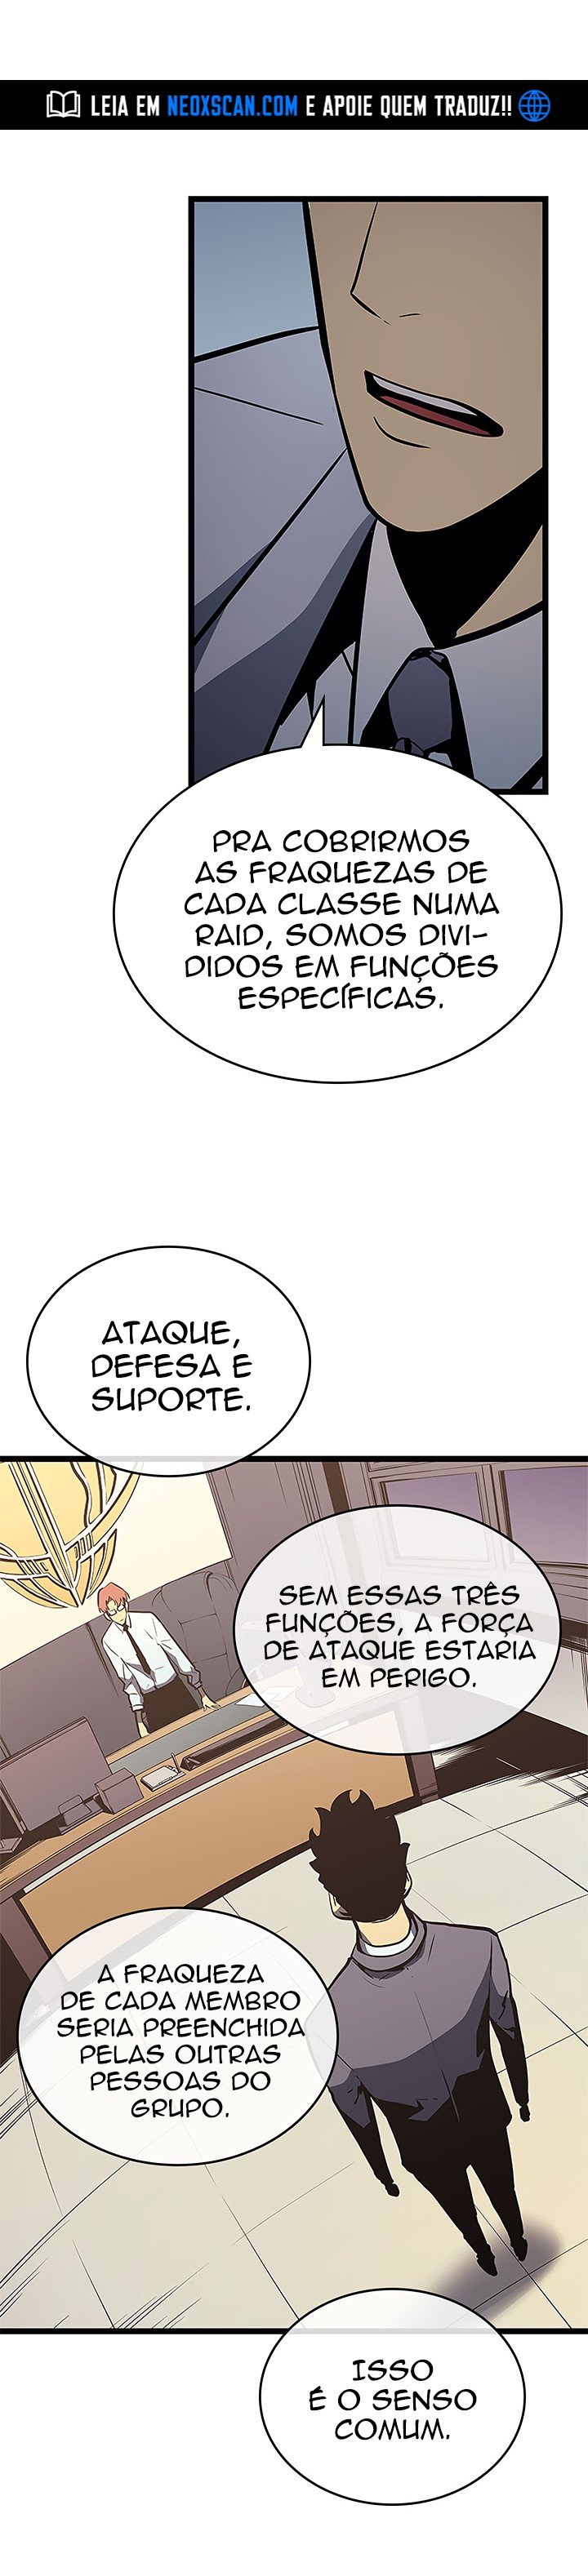 LEIA EM NEOXSCAN.COM E APOIE QUEM TRADUZ!!
PRA COBRIRMOS
AS FRAQUEZAS DE
CADA CLASSE NUMA
RAID, SOMOS DIVI-
DIDOS EM FUNÇÕES
ESPECÍFICAS.
ATAQUE,
DEFESA E
SUPORTE.
SEM ESSAS TRÊS
FUNÇÕES, A FORÇA
DE ATAQUE ESTARIA
EM PERIGO.
A FRAQUEZA
DE CADA MEMBRO
SERIA PREENCHIDA
PELAS OUTRAS
PESSOAS DO
GRUPO.
ISSO
É O SENSO
COMUM.